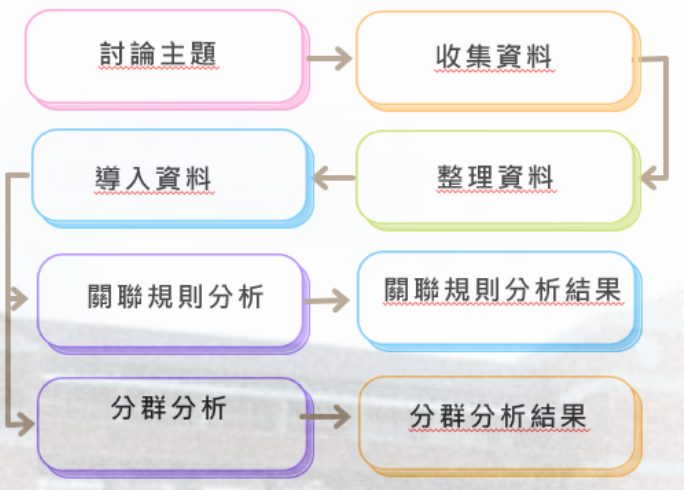 討論主題
收集資料
導入資料
整理資料
關聯規則分析
關聯規則分析結果
分群分析
分群分析結果